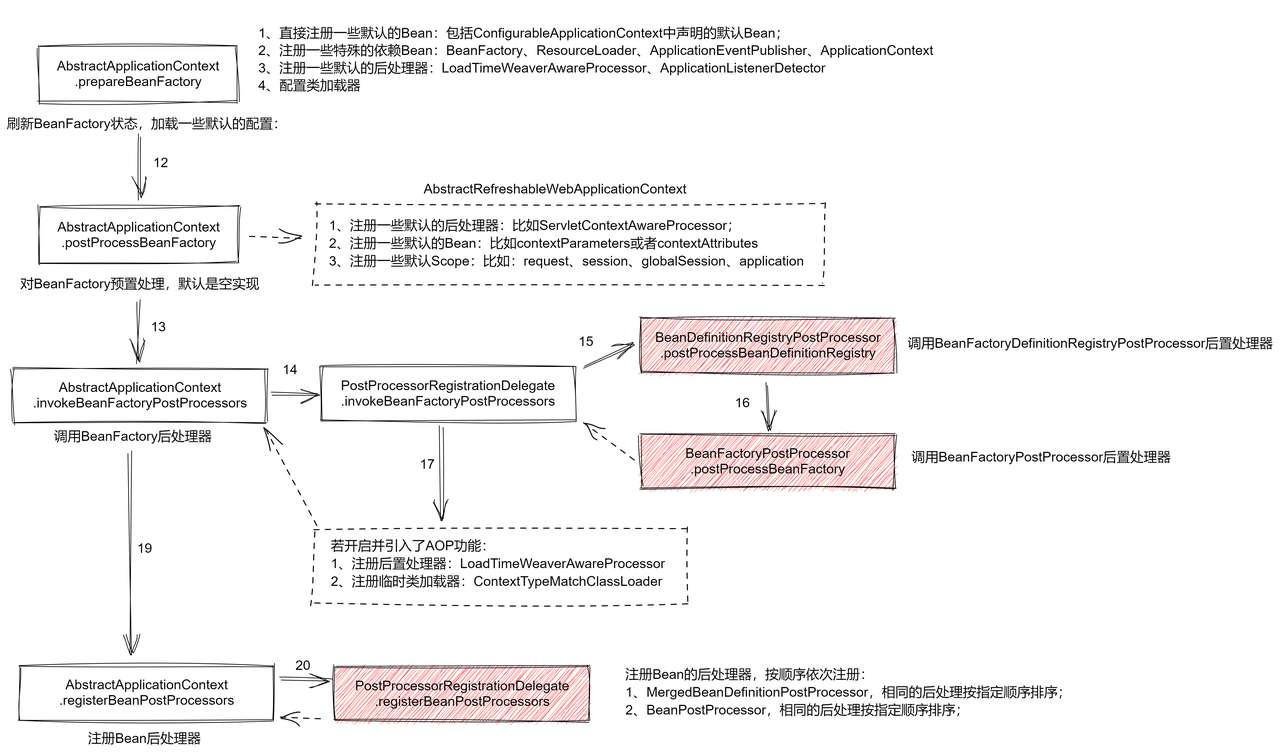 1、直接注册一些默认的Bean：包括ConfigurableApplicationContext中声明的默认Bean；
2、注册一些特殊的依赖Bean：BeanFactory、ResourceLoader、ApplicationEventPublisher、ApplicationContext
3、注册一些默认的后处理器：LoadTimeWeaverAwareProcessor、ApplicationListenerDetector
4、配置类加载器
AbstractApplicationContext
.prepareBeanFactory
刷新BeanFactory状态，加载一些默认的配置：
12
AbstractRefreshableWebApplicationContext
AbstractApplicationContext
.postProcessBeanFactory
1、注册一些默认的后处理器：比如ServletContextAwareProcessor；
2、注册一些默认的Bean：比如contextParameters或者contextAttributes
3、注册一些默认Scope：比如：request、session、globalSession、application
对BeanFactory预置处理，默认是空实现
13
14
15
BeanDefinitionRegistryPostProcessor
.postProcessBeanDefinitionRegistry
调用BeanFactoryDefinitionRegistryPostProcessor后置处理器
AbstractApplicationContext
.invokeBeanFactoryPostProcessors
PostProcessorRegistrationDelegate
.invokeBeanFactoryPostProcessors
16
调用BeanFactory后处理器
17
BeanFactoryPostProcessor
.postProcessBeanFactory
调用BeanFactoryPostProcessor后置处理器
19
若开启并引入了AOP功能：
1、注册后置处理器：LoadTimeWeaverAwareProcessor
2、注册临时类加载器：ContextTypeMatchClassLoader
AbstractApplicationContext
.registerBeanPostProcessors
20
PostProcessorRegistrationDelegate
.registerBeanPostProcessors
注册Bean的后处理器，按顺序依次注册：
1、MergedBeanDefinitionPostProcessor，相同的后处理按指定顺序排序；
2、BeanPostProcessor，相同的后处理按指定顺序排序；
注册Bean后处理器